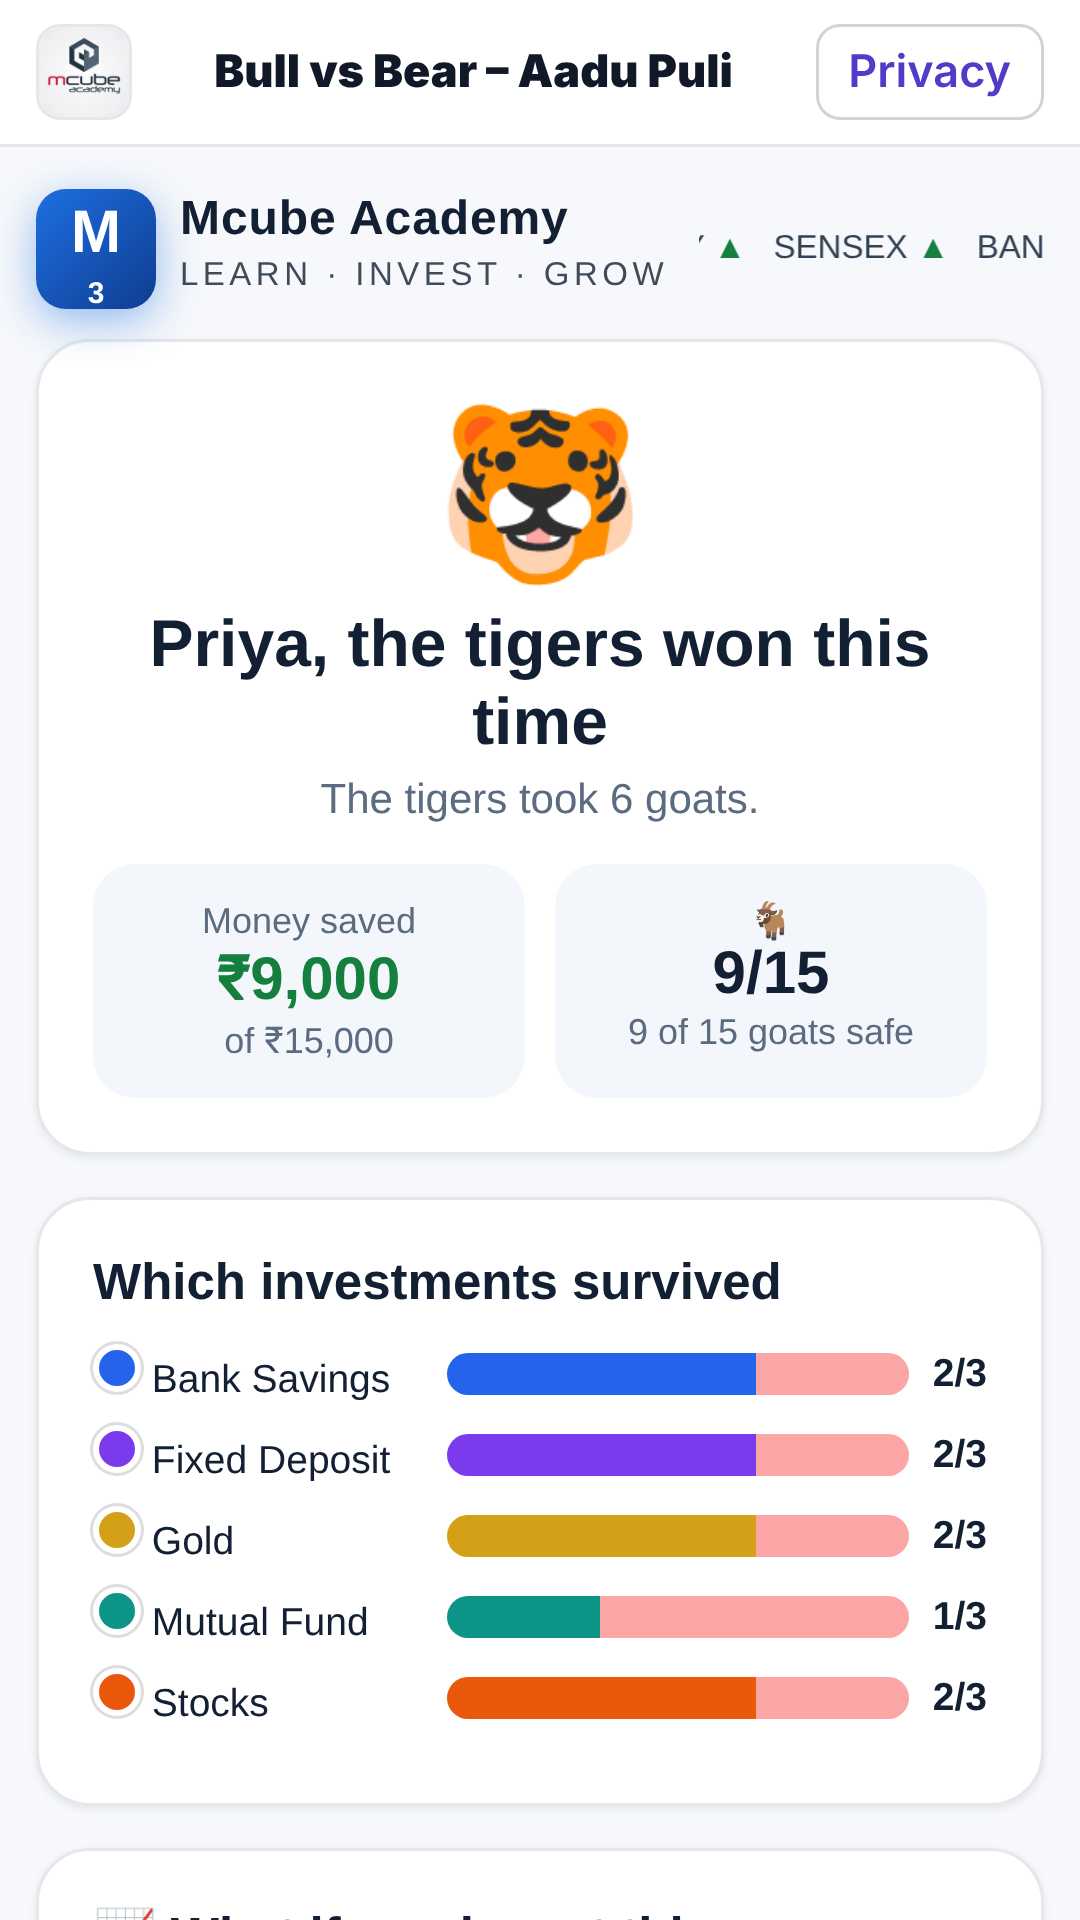 mcube
academy
Bull vs Bear – Aadu Puli
Privacy
M
3
Mcube Academy
LEARN · INVEST · GROW
▲ SENSEX ▲ BAN
Priya, the tigers won this
time
The tigers took 6 goats.
Money saved
₹9,000
of ₹15,000
9/15
9 of 15 goats safe
Which investments survived
Bank Savings 2/3
Fixed Deposit 2/3
Gold 2/3
Mutual Fund 1/3
Stocks 2/3